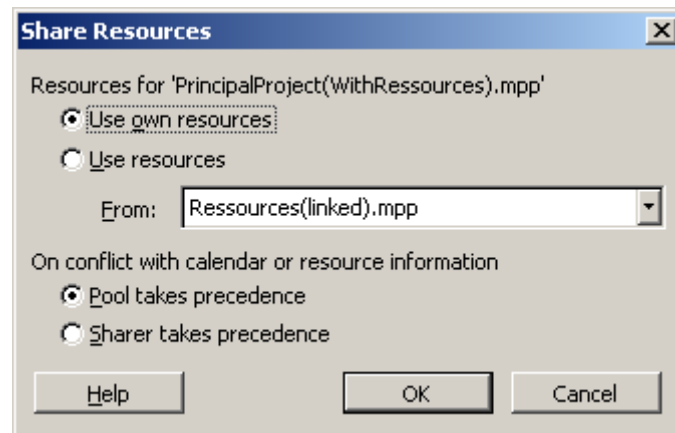 Share Resources
Resources for 'PrincipalProject(WithRessources).mpp'
Use own resources
Use resources
From: Ressources(linked).mpp
On conflict with calendar or resource information
Pool takes precedence
Sharer takes precedence
Help OK Cancel